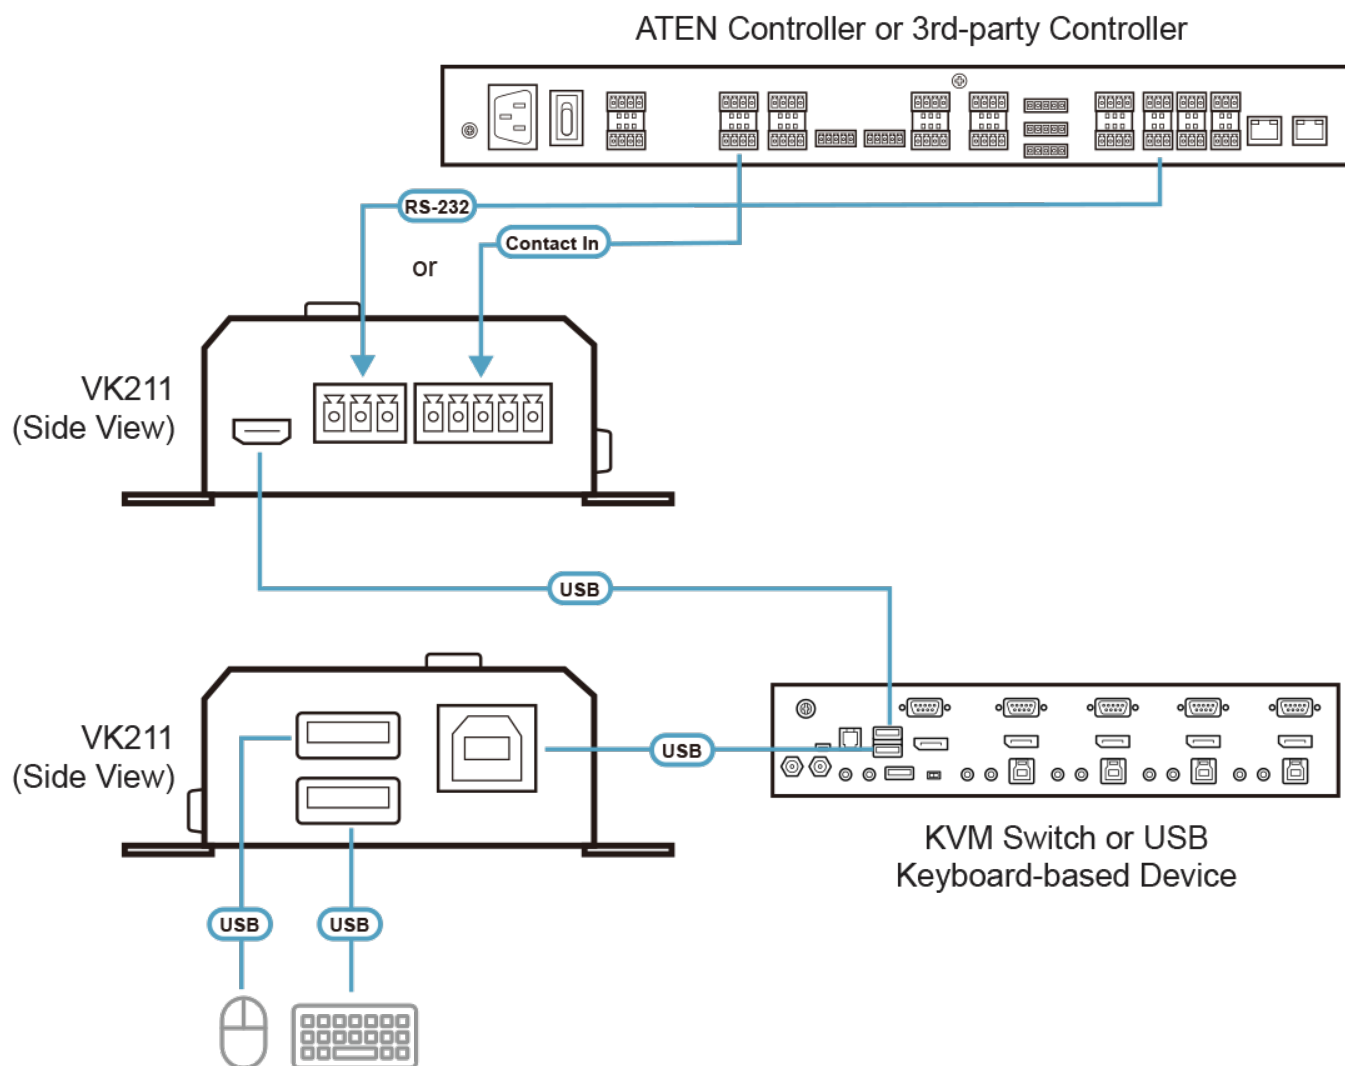 ATEN Controller or 3rd-party Controller
RS-232
Contact In
or
VK211
(Side View)
USB
VK211
(Side View)
USB
KVM Switch or USB
Keyboard-based Device
USB
USB